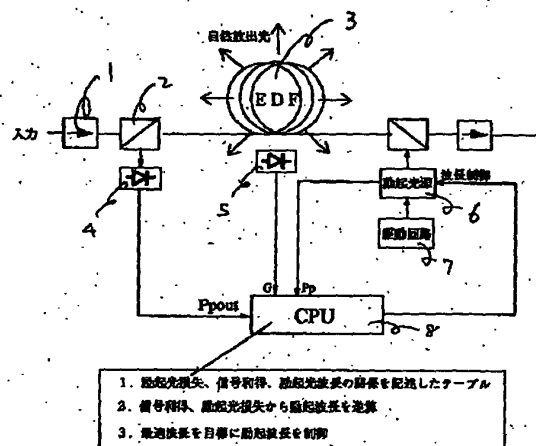 1
2
自然放出光
3
EDF
入力
4
5
励起光源
波長制御
6
駆動回路
7
G
Pp
Ppout
CPU
8
1. 励起光損失、信号利得、励起光波長の関係を記述したテーブル
2. 信号利得、励起光損失から励起波長を逆算
3. 最適波長を目標に励起波長を制御